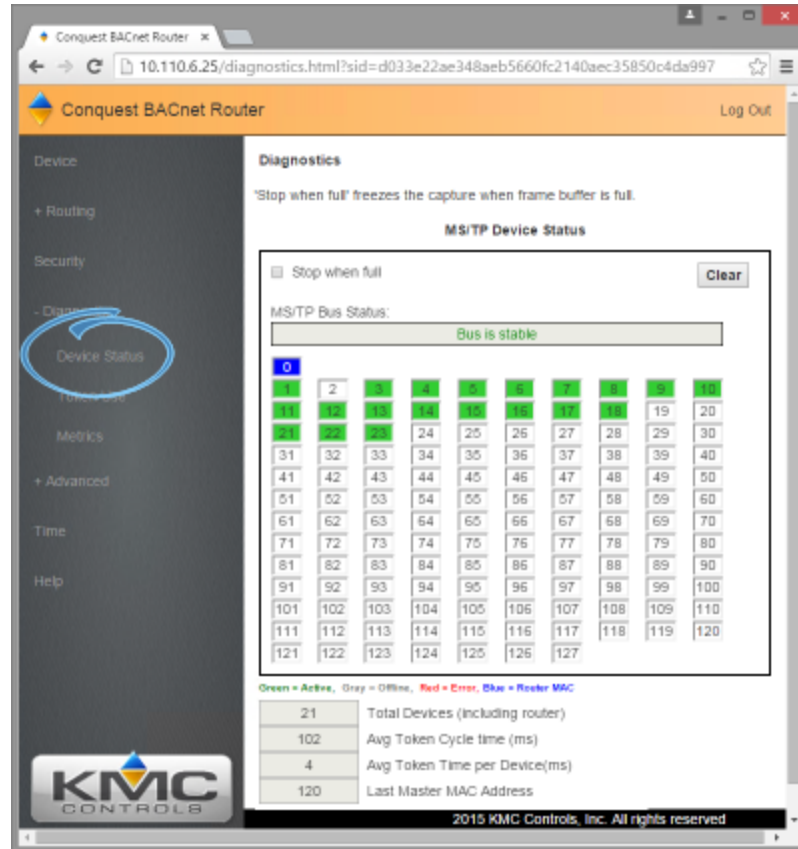 Conquest BACnet Router
10.110.6.25/diagnostics.html?sid=d033e22ae348aeb5660fc2140aec35850c4da997
Conquest BACnet Router
Log Out
Device
+ Routing
Security
- Diagnostics
Device Status
Token Use
Metrics
+ Advanced
Time
Help
KMC
CONTROLS
Diagnostics
'Stop when full' freezes the capture when frame buffer is full.
MS/TP Device Status
Stop when full
Clear
MS/TP Bus Status:
Bus is stable
0
1 2 3 4 5 6 7 8 9 10
11 12 13 14 15 16 17 18 19 20
21 22 23 24 25 26 27 28 29 30
31 32 33 34 35 36 37 38 39 40
41 42 43 44 45 46 47 48 49 50
51 52 53 54 55 56 57 58 59 60
61 62 63 64 65 66 67 68 69 70
71 72 73 74 75 76 77 78 79 80
81 82 83 84 85 86 87 88 89 90
91 92 93 94 95 96 97 98 99 100
101 102 103 104 105 106 107 108 109 110
111 112 113 114 115 116 117 118 119 120
121 122 123 124 125 126 127
Green = Active, Gray = Offline, Red = Error, Blue = Router MAC
21 Total Devices (including router)
102 Avg Token Cycle time (ms)
4 Avg Token Time per Device(ms)
120 Last Master MAC Address
2015 KMC Controls, Inc. All rights reserved